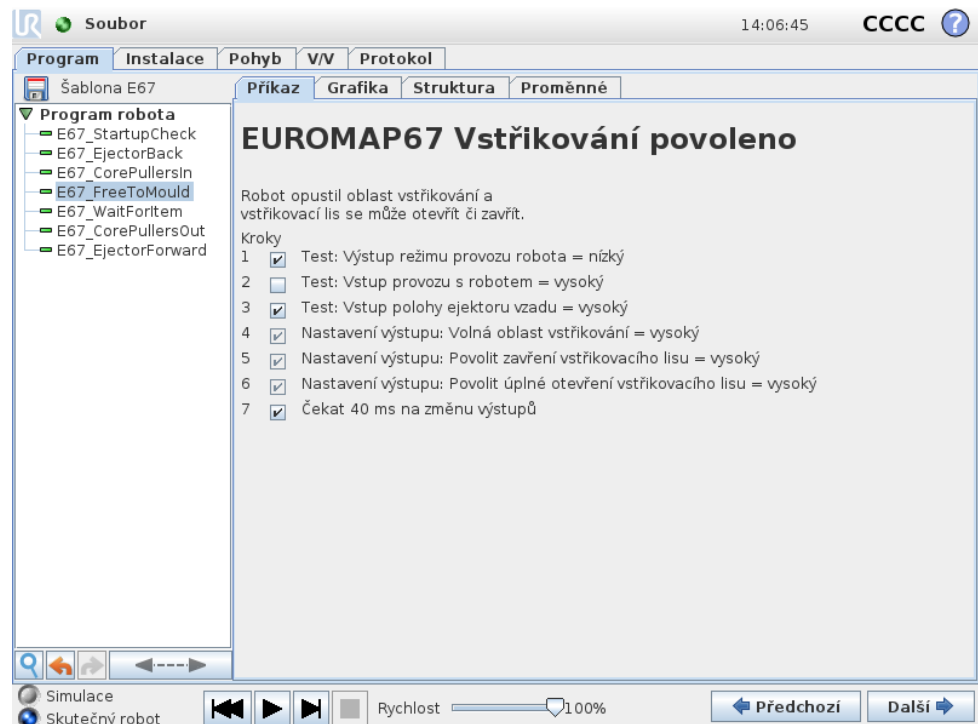 UR Soubor 14:06:45 CCCC ?
Program Instalace Pohyb V/V Protokol
Šablona E67 Příkaz Grafika Struktura Proměnné
Program robota
E67_StartupCheck
E67_EjectorBack
E67_CorePullersIn
E67_FreeToMould
E67_WaitForItem
E67_CorePullersOut
E67_EjectorForward
EUROMAP67 Vstřikování povoleno
Robot opustil oblast vstřikování a
vstřikovací lis se může otevřít či zavřít.
Kroky
1 Test: Výstup režimu provozu robota = nízký
2 Test: Vstup provozu s robotem = vysoký
3 Test: Vstup polohy ejektoru vzadu = vysoký
4 Nastavení výstupu: Volná oblast vstřikování = vysoký
5 Nastavení výstupu: Povolit zavření vstřikovacího lisu = vysoký
6 Nastavení výstupu: Povolit úplné otevření vstřikovacího lisu = vysoký
7 Čekat 40 ms na změnu výstupů
Simulace
Skutečný robot
Rychlost 100%
Předchozí Další